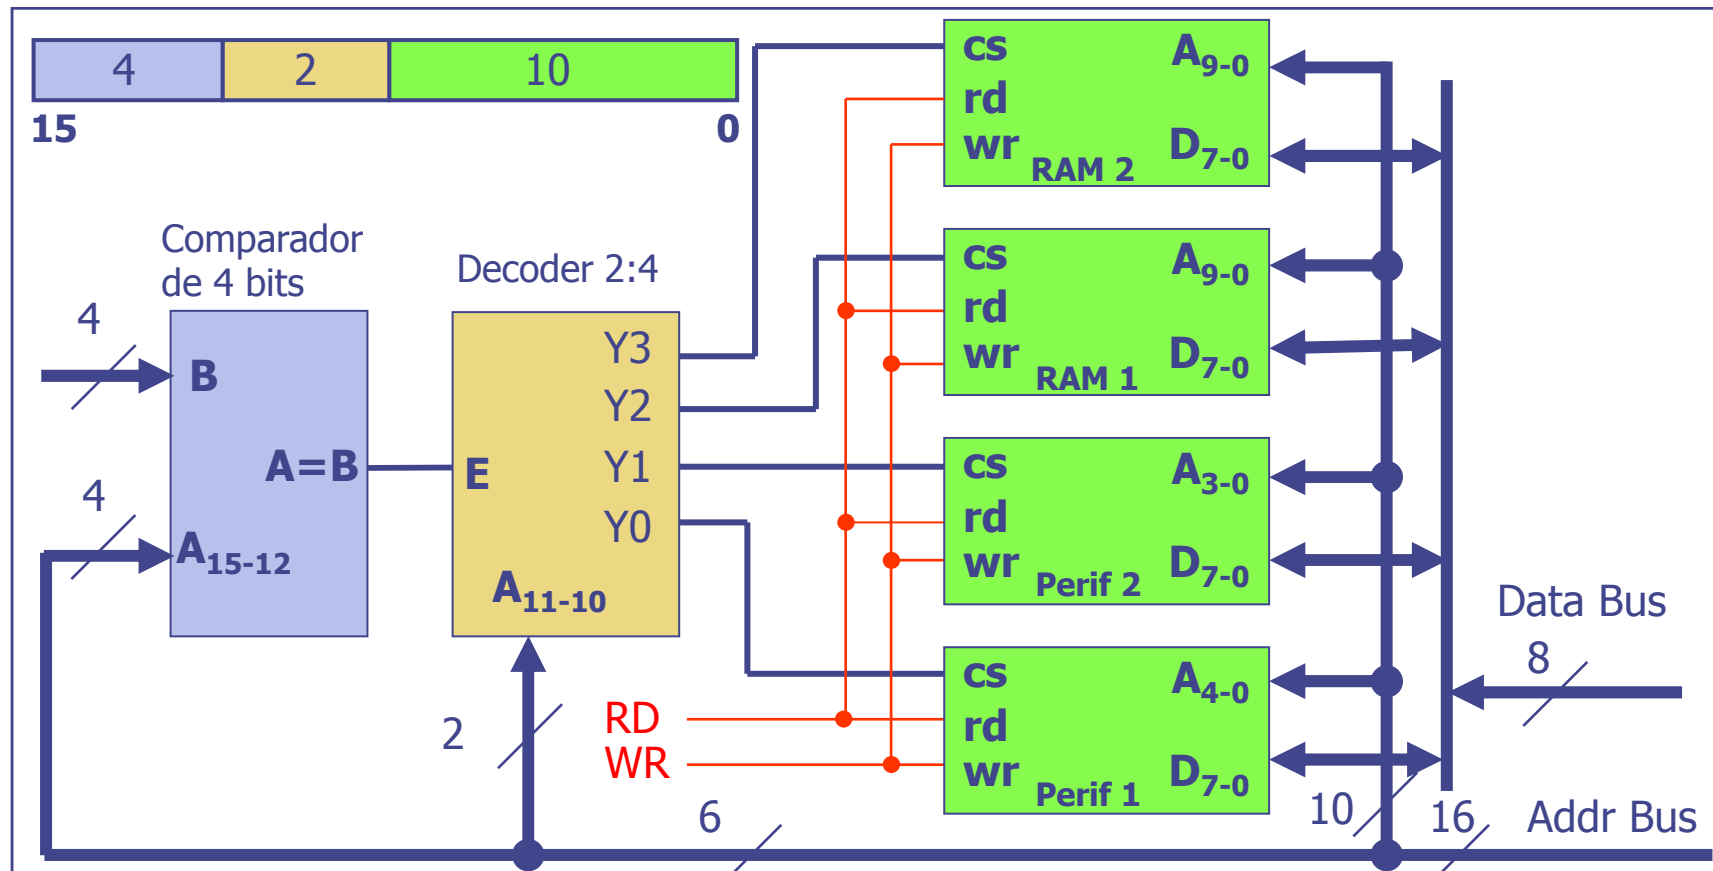 4 2 10
15 0
Comparador
de 4 bits
4
B
A=B
4
A15-12
Decoder 2:4
Y3
Y2
Y1
Y0
E
A11-10
2
RD
WR
6
cs A9-0
rd
wr RAM 2 D7-0
cs A9-0
rd
wr RAM 1 D7-0
cs A3-0
rd
wr Perif 2 D7-0
cs A4-0
rd
wr Perif 1 D7-0
Data Bus
8
10 16 Addr Bus